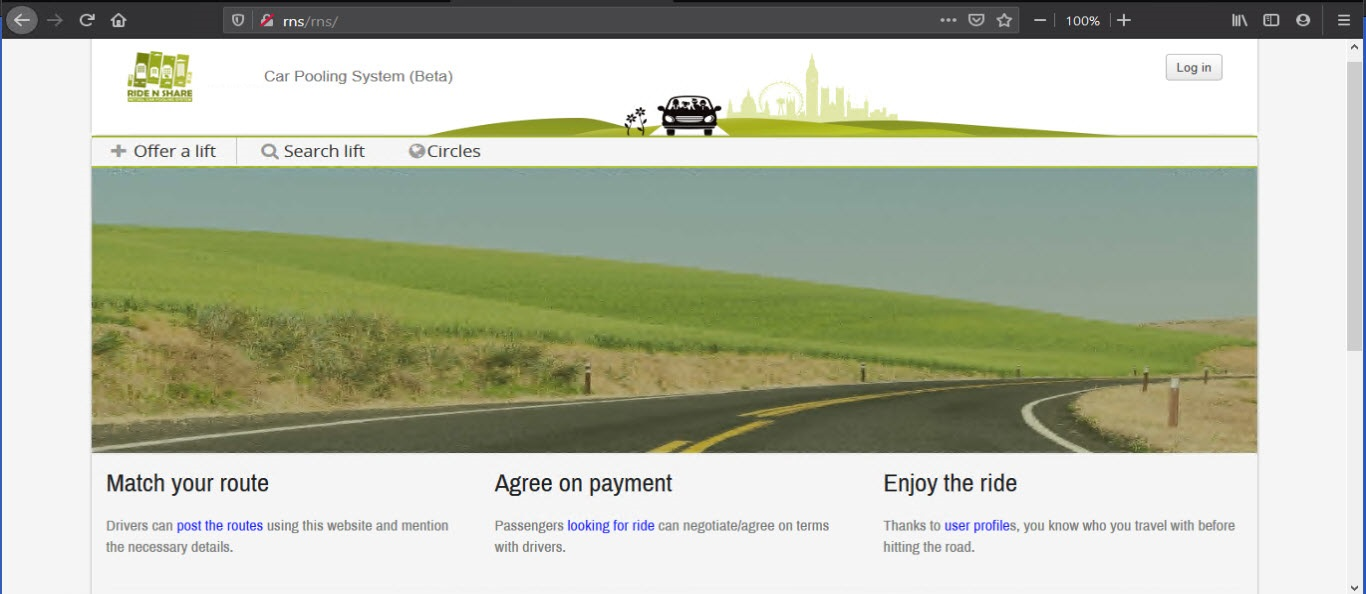 rns/rns/
100%
RIDE N SHARE
Car Pooling System (Beta)
Log in
Offer a lift
Search lift
Circles
Match your route
Drivers can post the routes using this website and mention
the necessary details.
Agree on payment
Passengers looking for ride can negotiate/agree on terms
with drivers.
Enjoy the ride
Thanks to user profiles, you know who you travel with before
hitting the road.